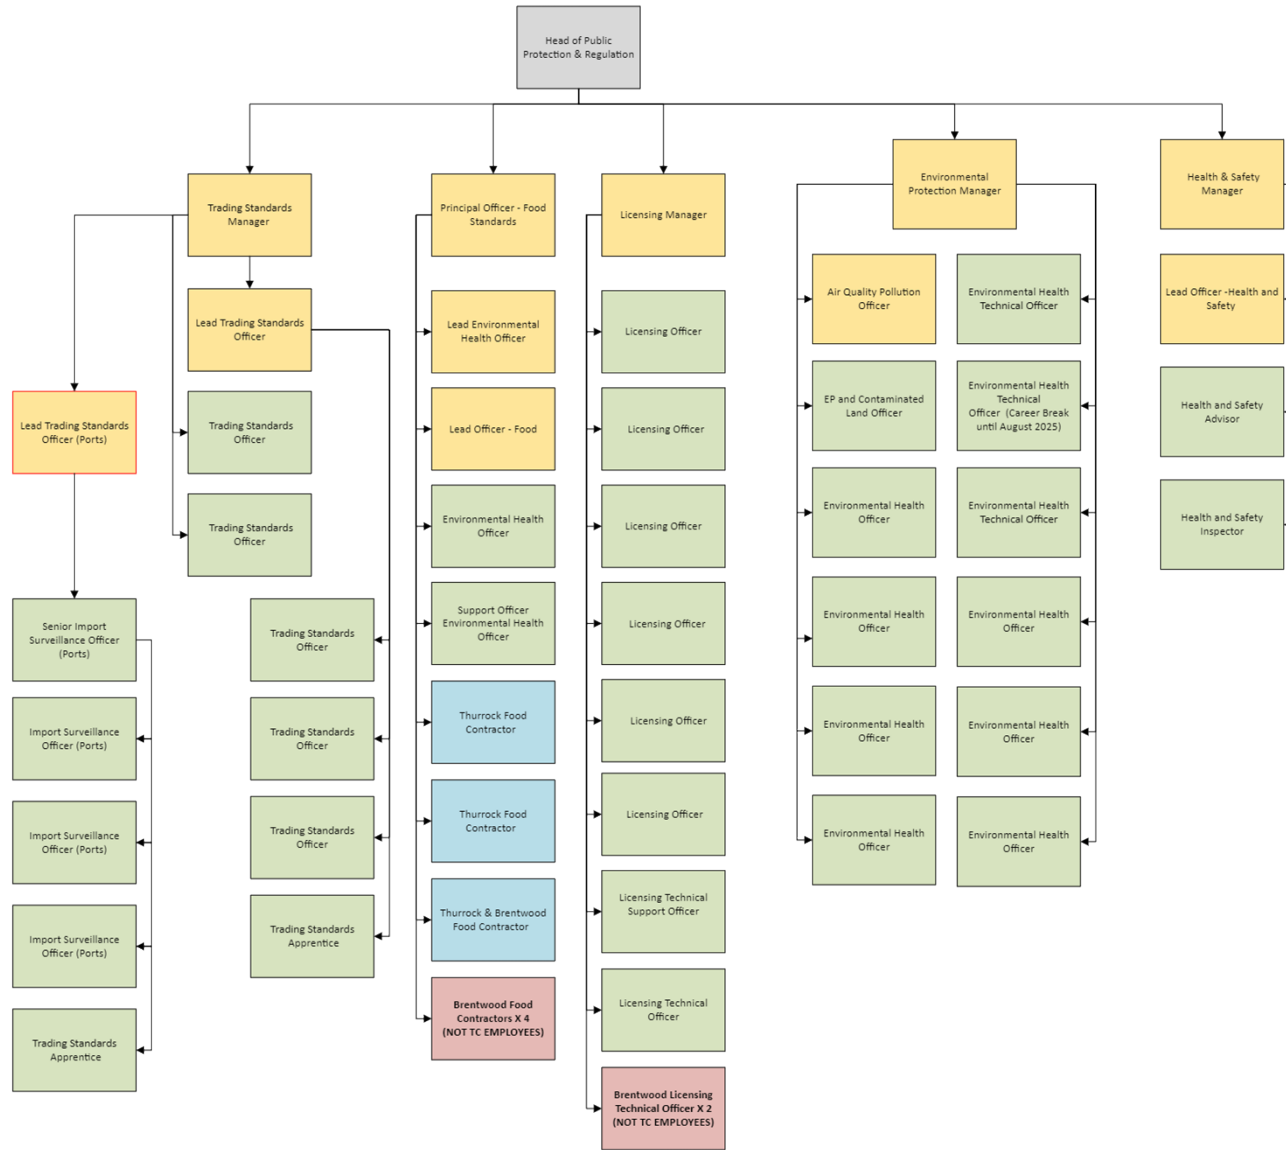 Head of Public
Protection & Regulation
Trading Standards
Manager
Lead Trading Standards
Officer
Lead Trading Standards
Officer (Ports)
Trading Standards
Officer
Trading Standards
Officer
Senior Import
Surveillance Officer
(Ports)
Import Surveillance
Officer (Ports)
Import Surveillance
Officer (Ports)
Import Surveillance
Officer (Ports)
Trading Standards
Apprentice
Trading Standards
Officer
Trading Standards
Officer
Trading Standards
Officer
Trading Standards
Apprentice
Principal Officer - Food
Standards
Lead Environmental
Health Officer
Lead Officer - Food
Environmental Health
Officer
Support Officer
Environmental Health
Officer
Thurrock Food
Contractor
Thurrock Food
Contractor
Thurrock & Brentwood
Food Contractor
Brentwood Food
Contractors X 4
(NOT TC EMPLOYEES)
Licensing Manager
Licensing Officer
Licensing Officer
Licensing Officer
Licensing Officer
Licensing Officer
Licensing Officer
Licensing Technical
Support Officer
Licensing Technical
Officer
Brentwood Licensing
Technical Officer X 2
(NOT TC EMPLOYEES)
Environmental
Protection Manager
Air Quality Pollution
Officer
EP and Contaminated
Land Officer
Environmental Health
Officer
Environmental Health
Officer
Environmental Health
Officer
Environmental Health
Officer
Environmental Health
Technical Officer
Environmental Health
Technical
Officer (Career Break
until August 2025)
Environmental Health
Technical Officer
Environmental Health
Officer
Environmental Health
Officer
Environmental Health
Officer
Health & Safety
Manager
Lead Officer -Health and
Safety
Health and Safety
Advisor
Health and Safety
Inspector